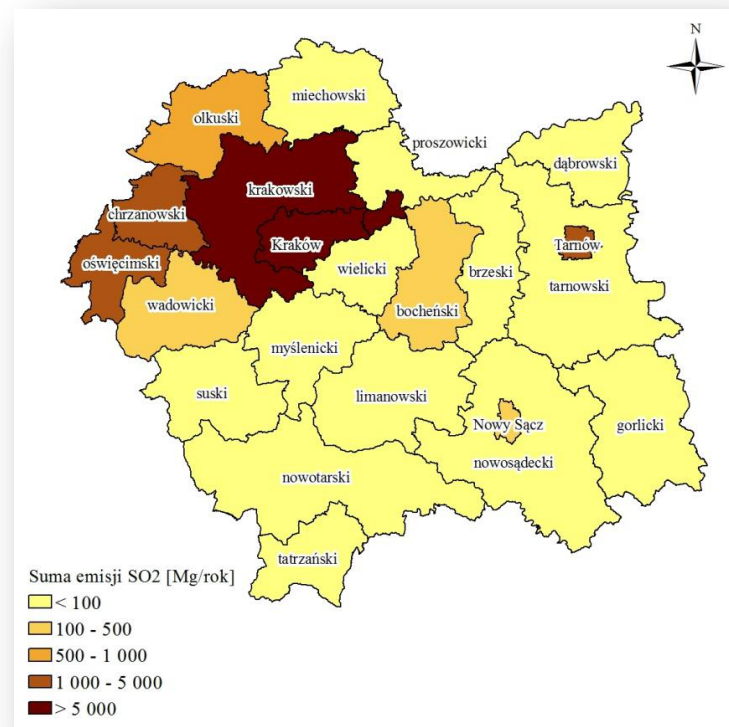 N
miechowski
olkuski
proszowicki
dąbrowski
krakowski
chrzanowski
Kraków
Tarnów
oświęcimski
wielicki
brzeski
tarnowski
wadowicki
bocheński
myślenicki
suski
limanowski
Nowy Sącz
gorlicki
nowosądecki
nowotarski
tatrzański
Suma emisji SO2 [Mg/rok]
< 100
100 - 500
500 - 1 000
1 000 - 5 000
> 5 000